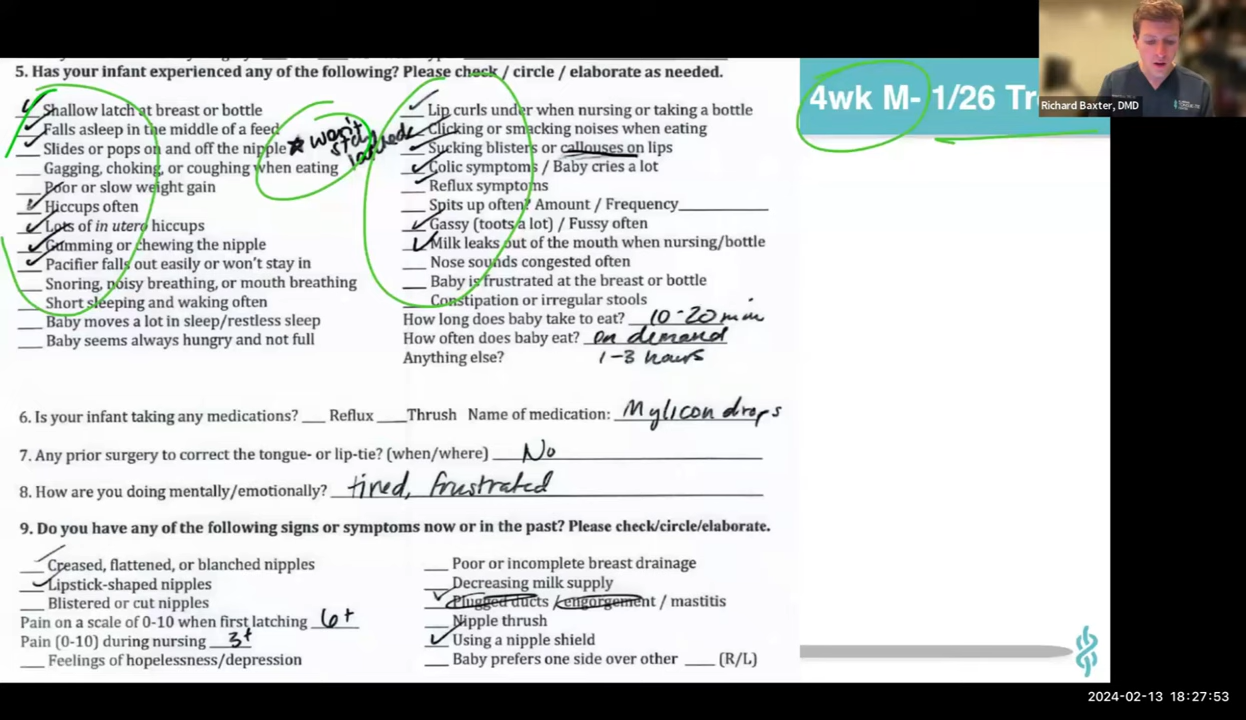 5. Has your infant experienced any of the following? Please check / circle / elaborate as needed.
Shallow latch at breast or bottle
Falls asleep in the middle of a feed
Slides or pops on and off the nipple
won't
stay
latched
Gagging, choking, or coughing when eating
Poor or slow weight gain
Hiccups often
Lots of in utero hiccups
Gumming or chewing the nipple
Pacifier falls out easily or won't stay in
Snoring, noisy breathing, or mouth breathing
Short sleeping and waking often
Baby moves a lot in sleep/restless sleep
Baby seems always hungry and not full
Lip curls under when nursing or taking a bottle
Clicking or smacking noises when eating
Sucking blisters or callouses on lips
Colic symptoms / Baby cries a lot
Reflux symptoms
Spits up often? Amount / Frequency
Gassy (toots a lot) / Fussy often
Milk leaks out of the mouth when nursing/bottle
Nose sounds congested often
Baby is frustrated at the breast or bottle
Constipation or irregular stools
How long does baby take to eat? 10-20 min
How often does baby eat? on demand
Anything else? 1-3 hours
6. Is your infant taking any medications? ___ Reflux ___ Thrush Name of medication: Mylicon drops
7. Any prior surgery to correct the tongue- or lip-tie? (when/where) No
8. How are you doing mentally/emotionally? tired, frustrated
9. Do you have any of the following signs or symptoms now or in the past? Please check/circle/elaborate.
Creased, flattened, or blanched nipples
Lipstick-shaped nipples
Blistered or cut nipples
Pain on a scale of 0-10 when first latching 6+
Pain (0-10) during nursing 3+
Feelings of hopelessness/depression
Poor or incomplete breast drainage
Decreasing milk supply
Plugged ducts / engorgement / mastitis
Nipple thrush
Using a nipple shield
Baby prefers one side over other ___ (R/L)
4wk M- 1/26
Richard Baxter, DMD
2024-02-13 18:27:53